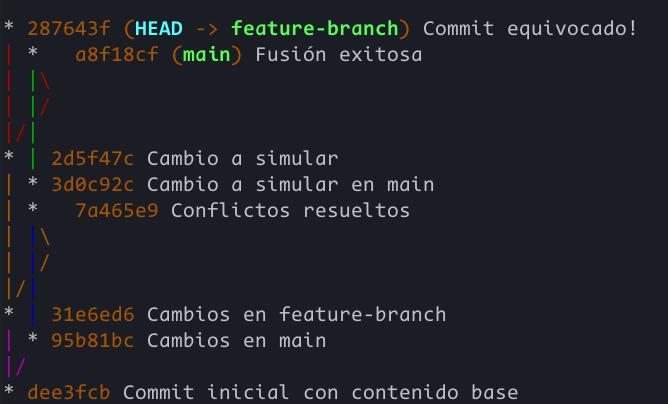 * 287643f (HEAD -> feature-branch) Commit equivocado!
| *   a8f18cf (main) Fusión exitosa
| |\
| |/
|/|
* | 2d5f47c Cambio a simular
| * 3d0c92c Cambio a simular en main
| *   7a465e9 Conflictos resueltos
| |\
| |/
|/|
* | 31e6ed6 Cambios en feature-branch
| * 95b81bc Cambios en main
|/
* dee3fcb Commit inicial con contenido base